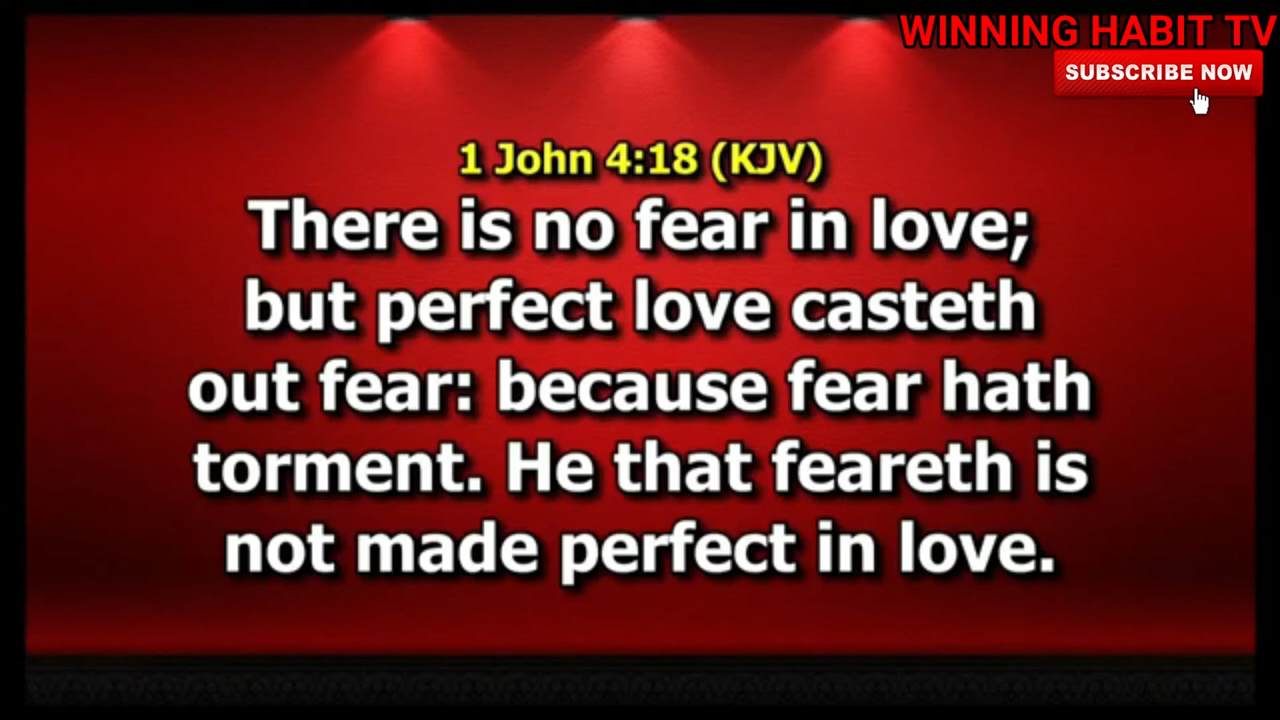 WINNING HABIT TV
SUBSCRIBE NOW
1 John 4:18 (KJV)
There is no fear in love;
but perfect love casteth
out fear: because fear hath
torment. He that feareth is
not made perfect in love.